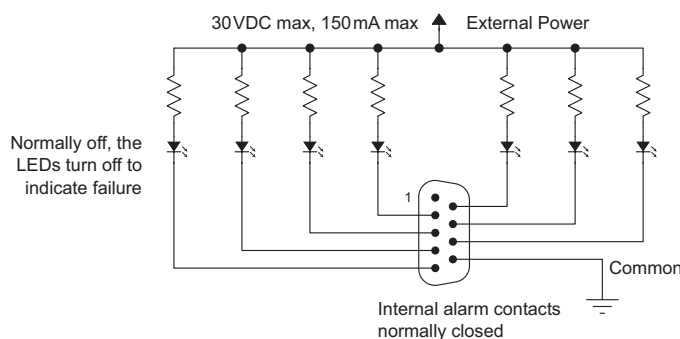 30VDC max, 150mA max
External Power
Normally off, the
LEDs turn off to
indicate failure
1
Common
Internal alarm contacts
normally closed